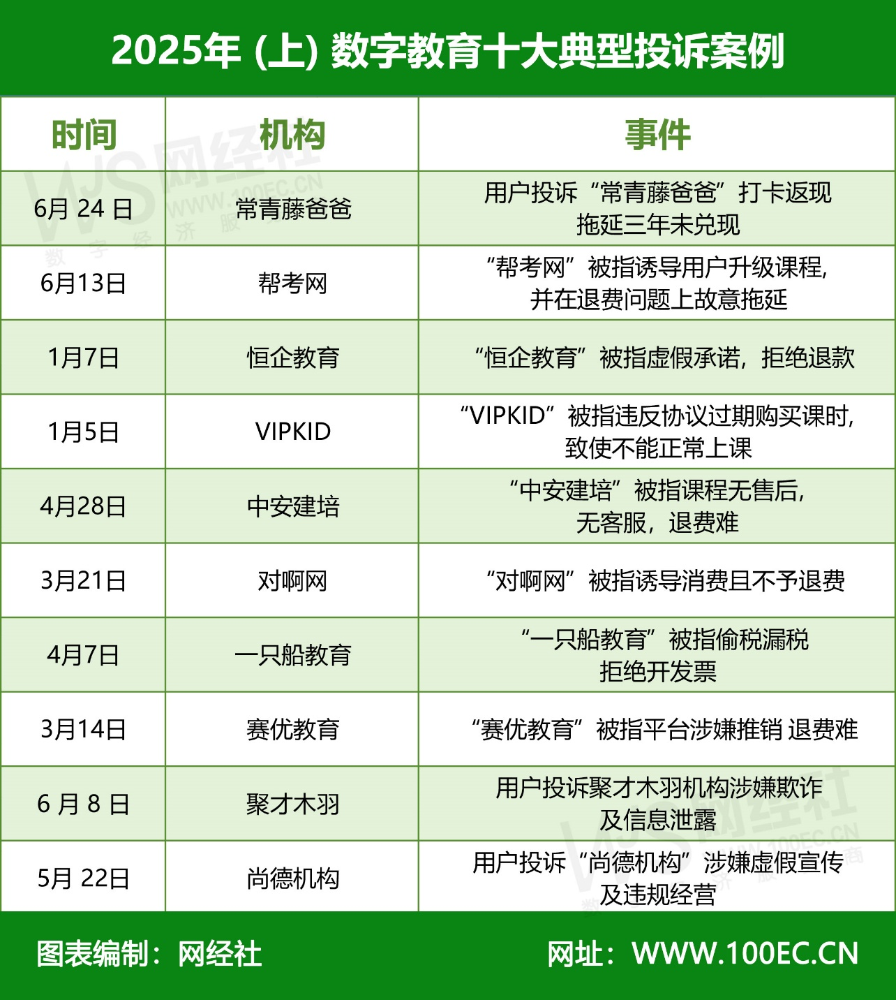 2025年 (上) 数字教育十大典型投诉案例
时间
机构
事件
6月 24 日
常青藤爸爸
用户投诉“常青藤爸爸”打卡返现
拖延三年未兑现
6月13日
帮考网
“帮考网”被指诱导用户升级课程,
并在退费问题上故意拖延
1月7日
恒企教育
“恒企教育”被指虚假承诺，拒绝退款
1月5日
VIPKID
“VIPKID”被指违反协议过期购买课时,
致使不能正常上课
4月28日
中安建培
“中安建培”被指课程无售后,
无客服，退费难
3月21日
对啊网
“对啊网”被指诱导消费且不予退费
4月7日
一只船教育
“一只船教育”被指偷税漏税
拒绝开发票
3月14日
赛优教育
“赛优教育”被指平台涉嫌推销 退费难
6 月 8 日
聚才木羽
用户投诉聚才木羽机构涉嫌欺诈
及信息泄露
5月 22日
尚德机构
用户投诉“尚德机构”涉嫌虚假宣传
及违规经营
图表编制：网经社
网址：WWW.100EC.CN
网经社
WWW.100EC.CN
网经社
WWW.100EC.CN